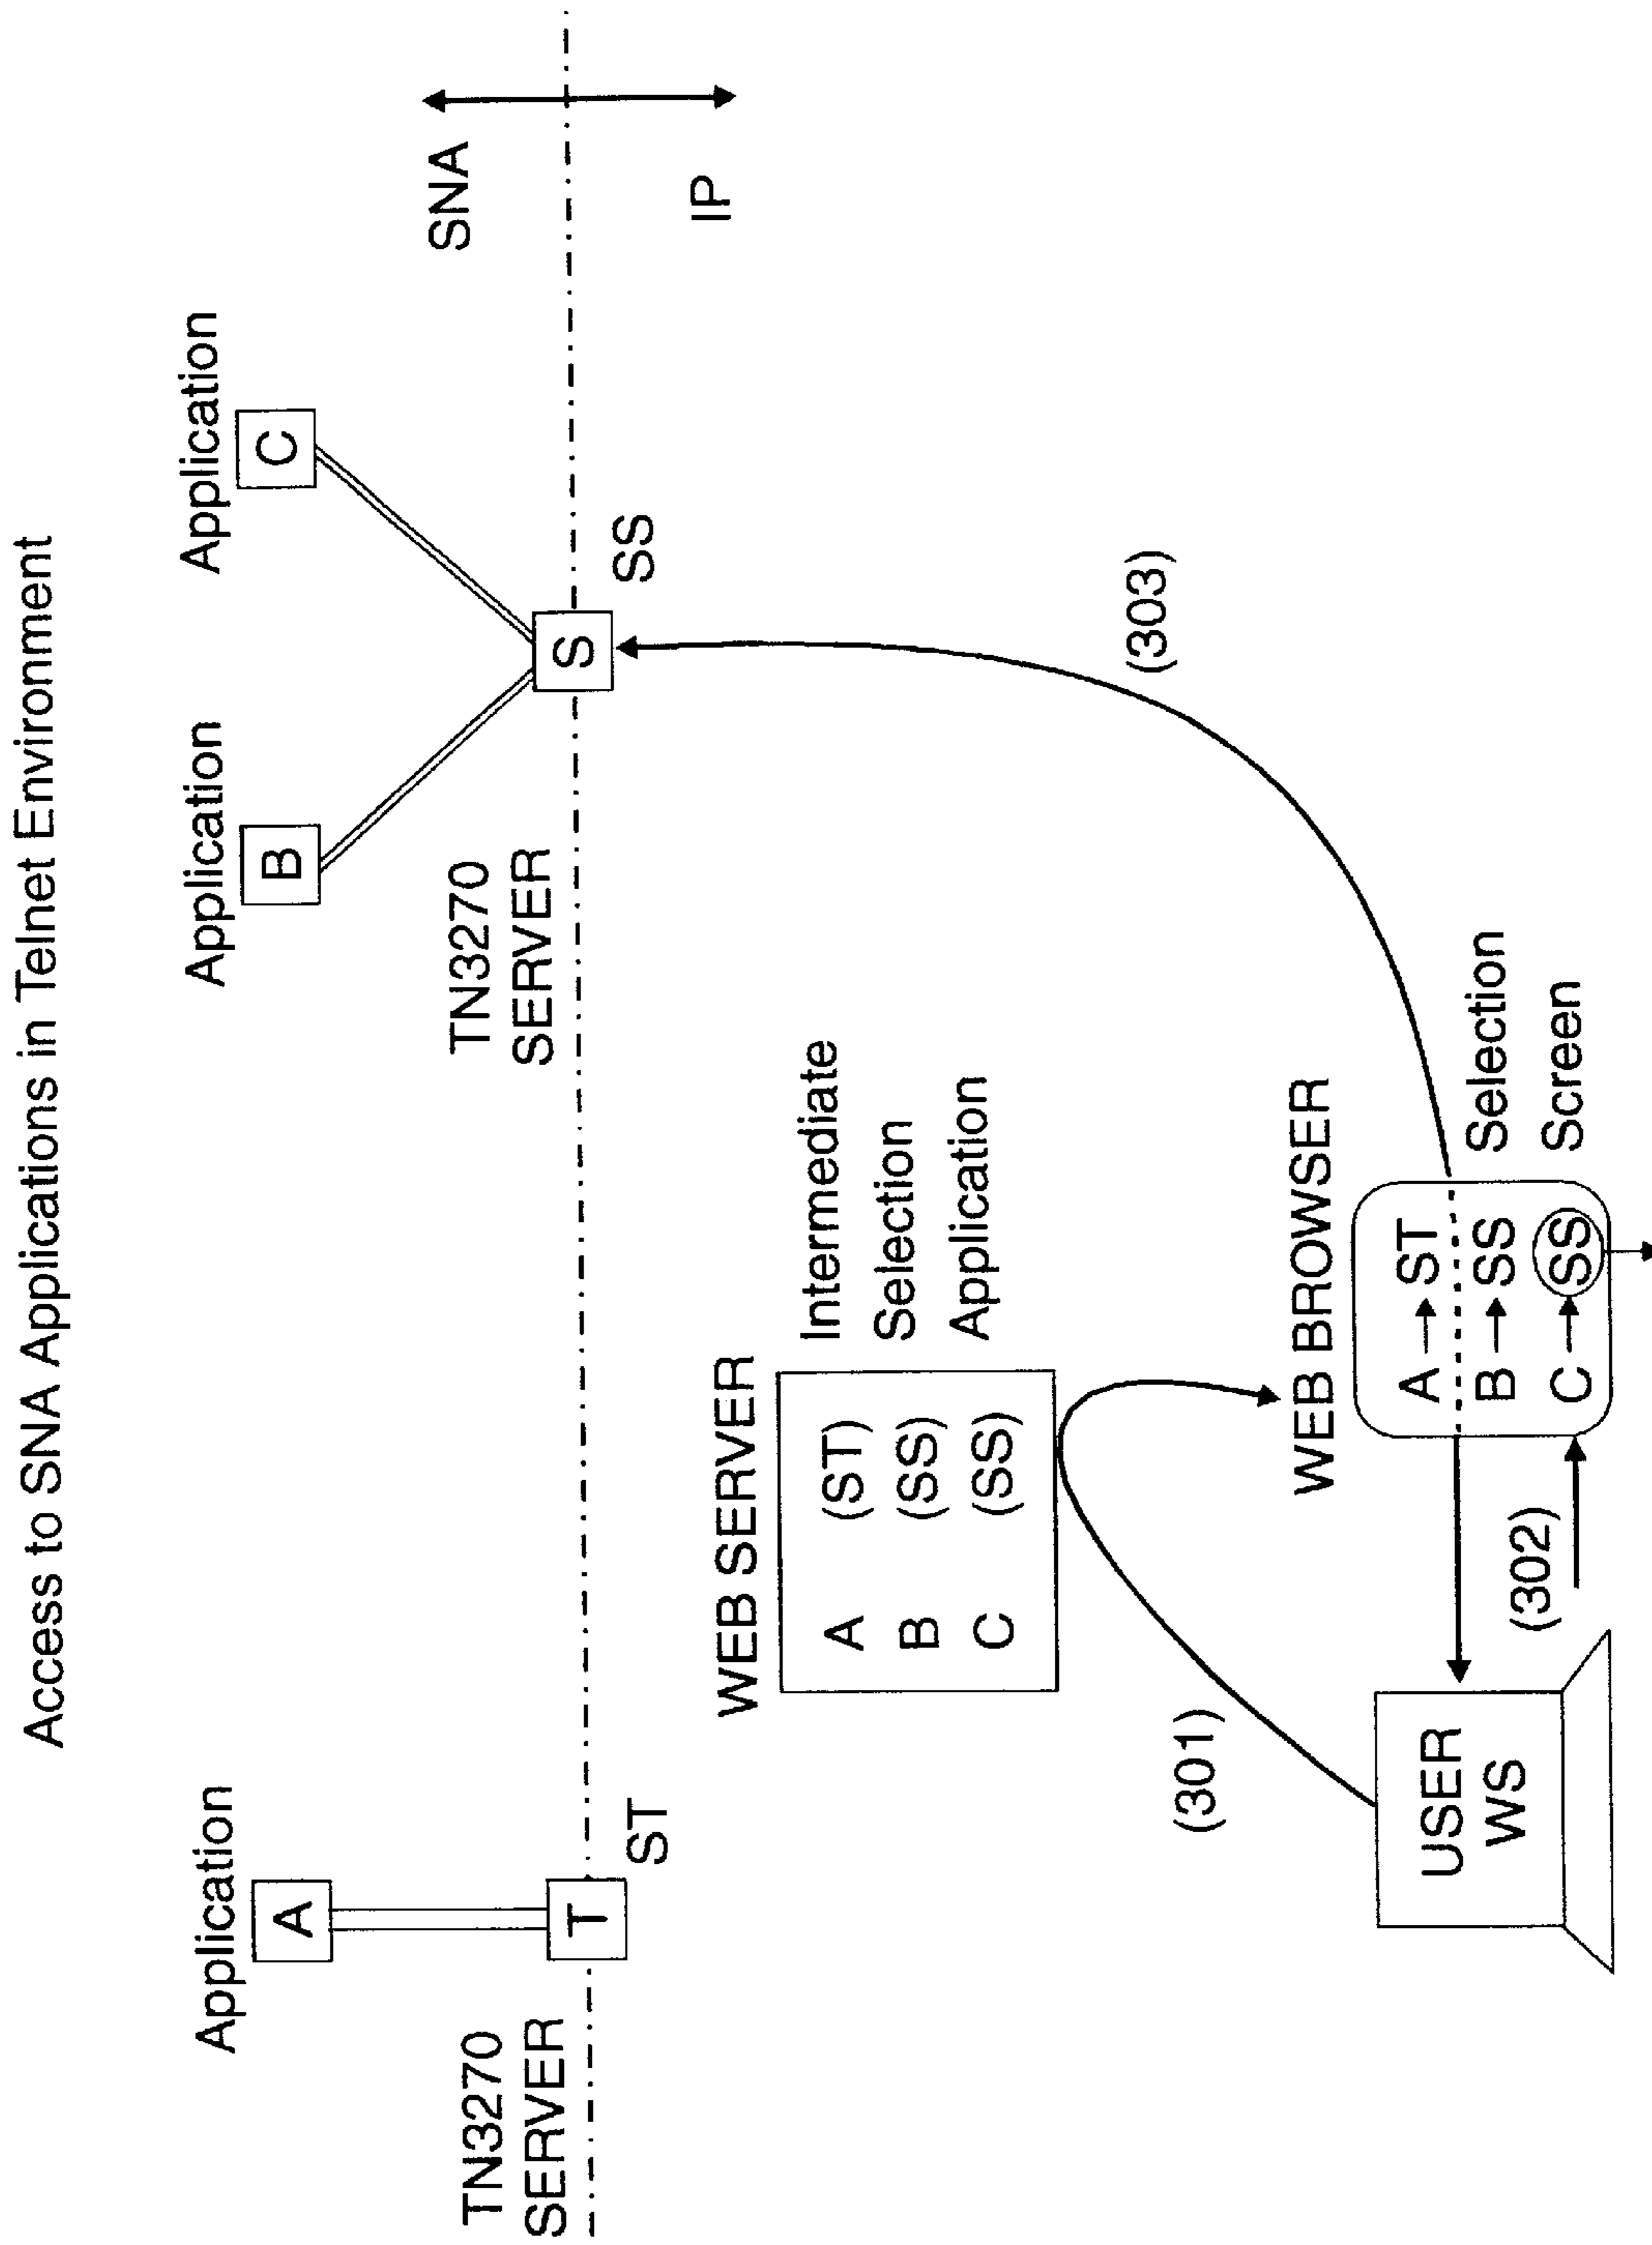 Access to SNA Applications in Telnet Environment
Application
A
Application
B
Application
C
TN3270
SERVER
T
ST
TN3270
SERVER
S
SS
SNA
IP
WEB SERVER
A (ST)
B (SS)
C (SS)
Intermediate
Selection
Application
(301)
(303)
WEB BROWSER
A → ST
B → SS
C → SS
Selection
Screen
(302)
USER
WS